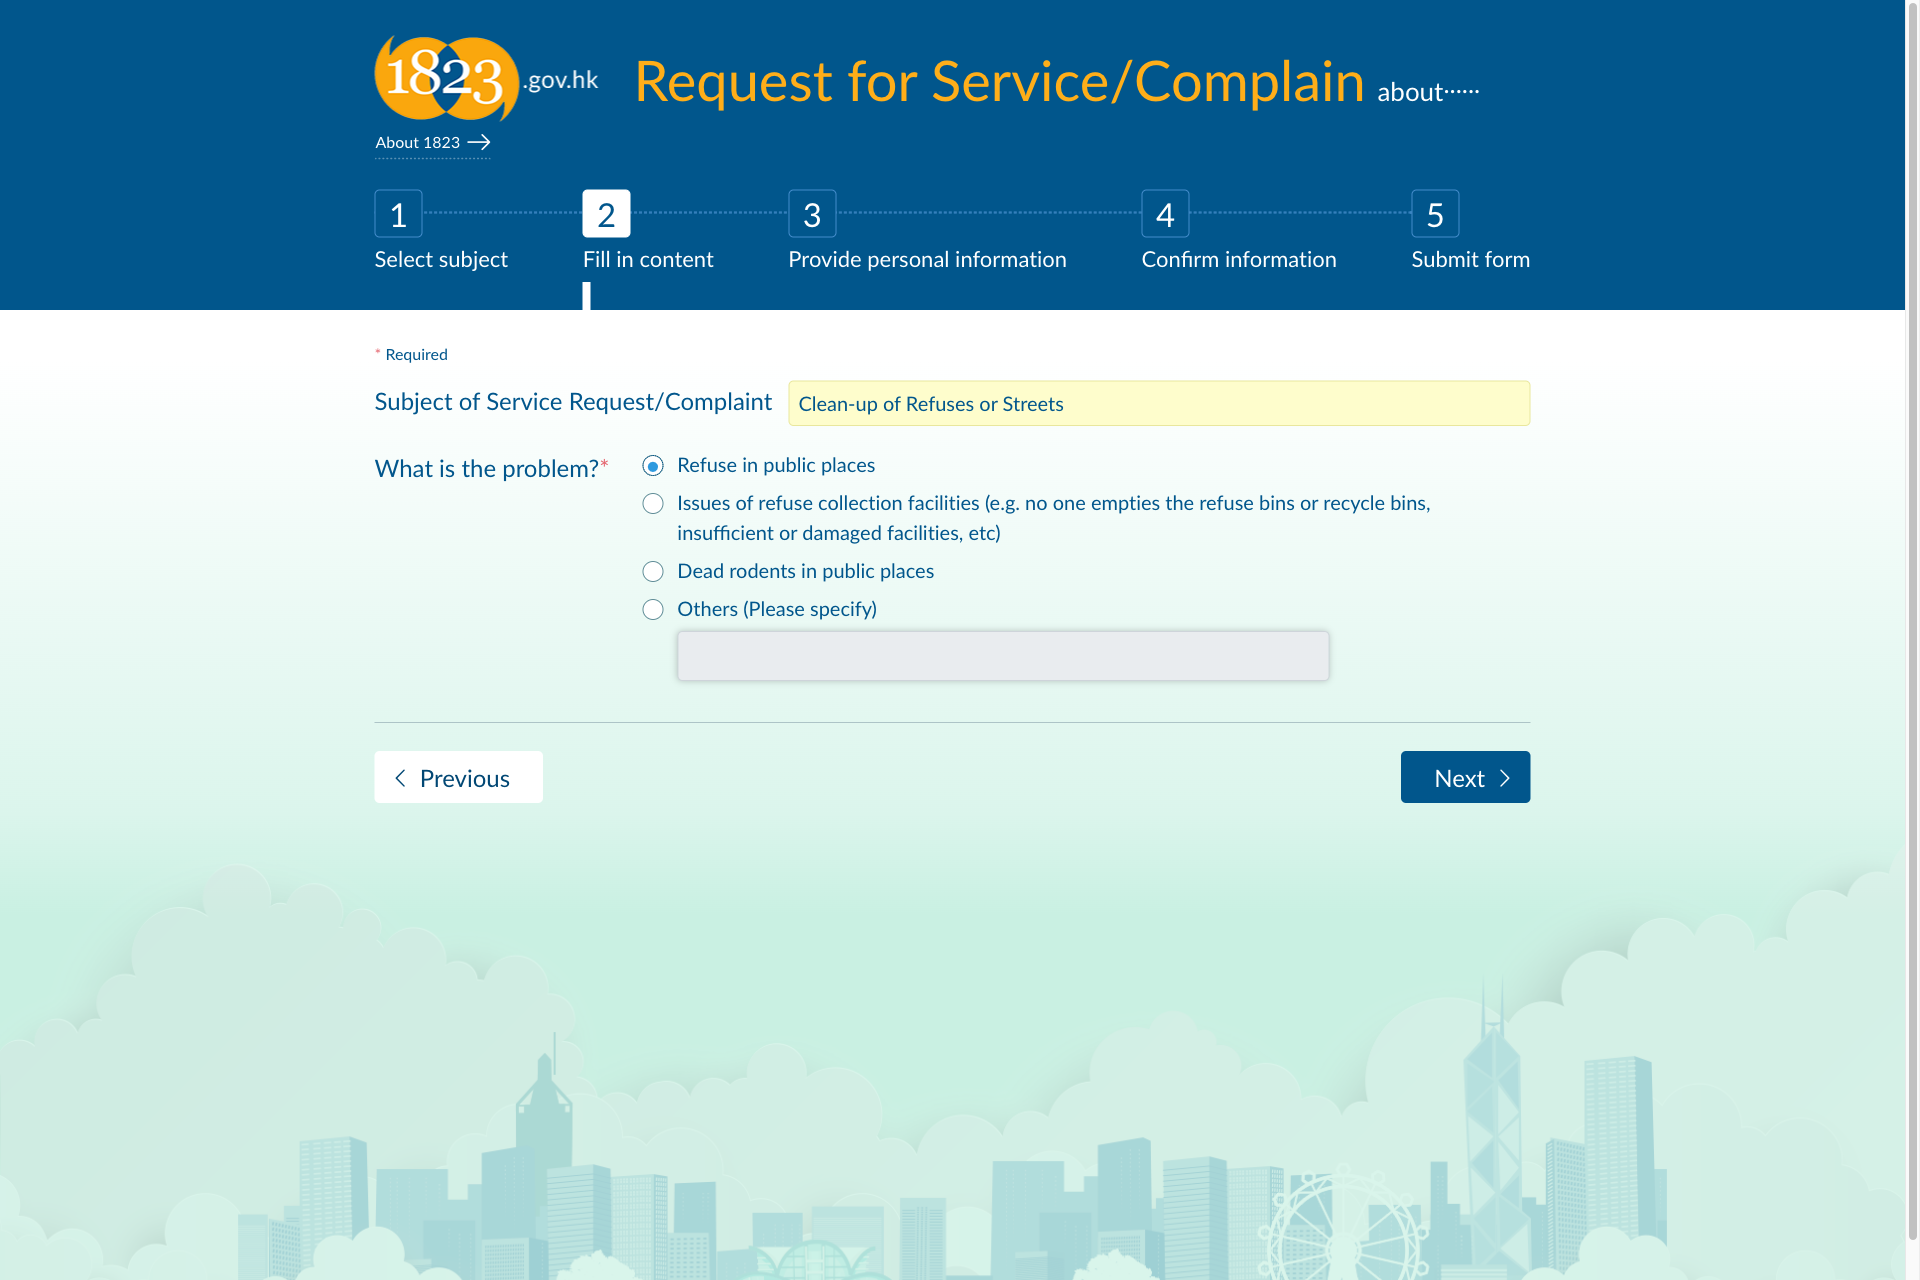 1823.gov.hk
Request for Service/Complain about······
About 1823
1
2
3
4
5
Select subject
Fill in content
Provide personal information
Confirm information
Submit form
* Required
Subject of Service Request/Complaint
Clean-up of Refuses or Streets
What is the problem?*
Refuse in public places
Issues of refuse collection facilities (e.g. no one empties the refuse bins or recycle bins,
insufficient or damaged facilities, etc)
Dead rodents in public places
Others (Please specify)
Previous
Next